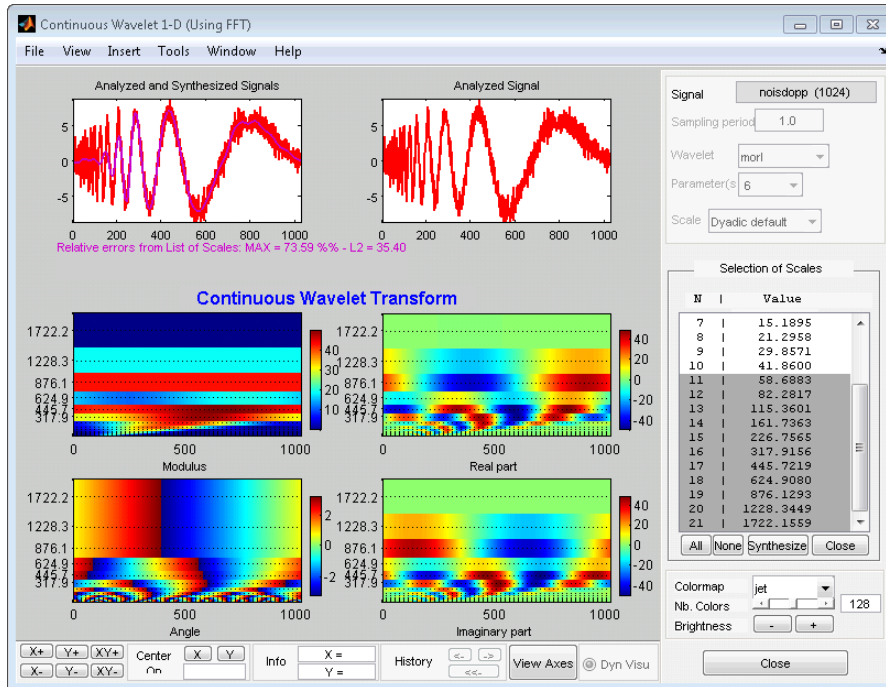 Continuous Wavelet 1-D (Using FFT)
File View Insert Tools Window Help
Analyzed and Synthesized Signals
5
0
-5
0 200 400 600 800 1000
Relative errors from List of Scales: MAX = 73.59 %% - L2 = 35.40
Analyzed Signal
5
0
-5
0 200 400 600 800 1000
Continuous Wavelet Transform
1722.2
1228.3
876.1
624.9
445.7
317.9
0 500 1000
Modulus
40
30
20
10
1722.2
1228.3
876.1
624.9
445.7
317.9
0 500 1000
Real part
40
20
0
-20
-40
1722.2
1228.3
876.1
624.9
445.7
317.9
0 500 1000
Angle
2
0
-2
1722.2
1228.3
876.1
624.9
445.7
317.9
0 500 1000
Imaginary part
40
20
0
-20
-40
Signal noisdopp (1024)
Sampling period 1.0
Wavelet morl
Parameter(s 6
Scale Dyadic default
Selection of Scales
N | Value
7 | 15.1895
8 | 21.2958
9 | 29.8571
10 | 41.8600
11 | 58.6883
12 | 82.2817
13 | 115.3601
14 | 161.7363
15 | 226.7565
16 | 317.9156
17 | 445.7219
18 | 624.9080
19 | 876.1293
20 | 1228.3449
21 | 1722.1559
All None Synthesize Close
Colormap jet
Nb. Colors 128
Brightness - +
X+ Y+ XY+
X- Y- XY-
Center X Y
On
Info X =
Y =
History <- ->
<<-
View Axes
Dyn Visu
Close